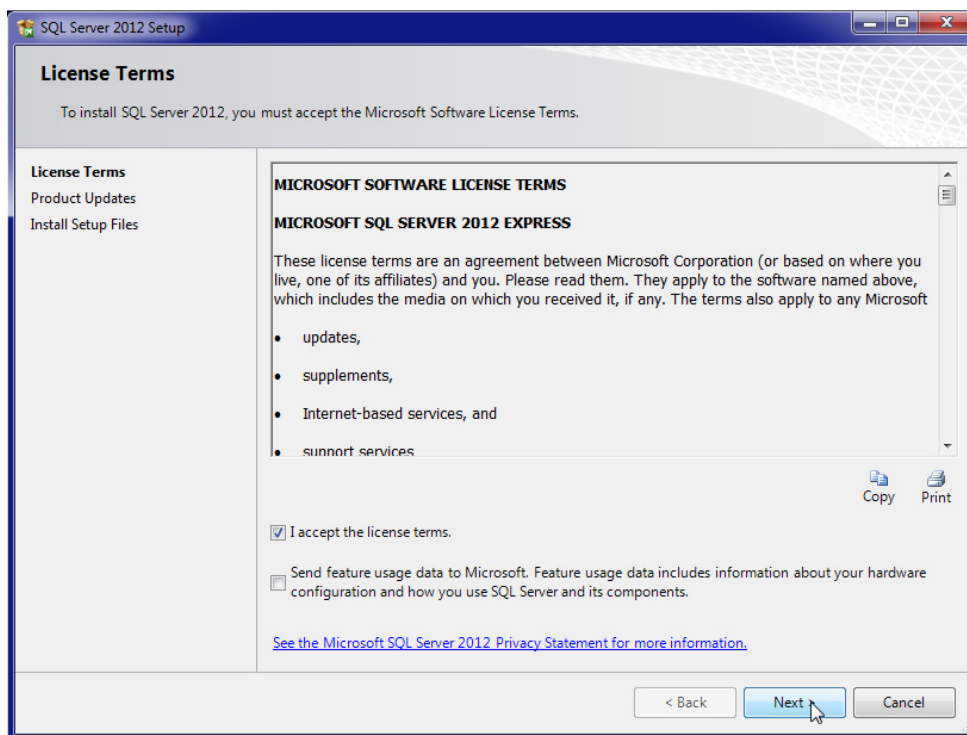 SQL Server 2012 Setup
License Terms
To install SQL Server 2012, you must accept the Microsoft Software License Terms.
License Terms
Product Updates
Install Setup Files
MICROSOFT SOFTWARE LICENSE TERMS
MICROSOFT SQL SERVER 2012 EXPRESS
These license terms are an agreement between Microsoft Corporation (or based on where you
live, one of its affiliates) and you. Please read them. They apply to the software named above,
which includes the media on which you received it, if any. The terms also apply to any Microsoft
• updates,
• supplements,
• Internet-based services, and
• support services
Copy
Print
I accept the license terms.
Send feature usage data to Microsoft. Feature usage data includes information about your hardware
configuration and how you use SQL Server and its components.
See the Microsoft SQL Server 2012 Privacy Statement for more information.
< Back
Next >
Cancel